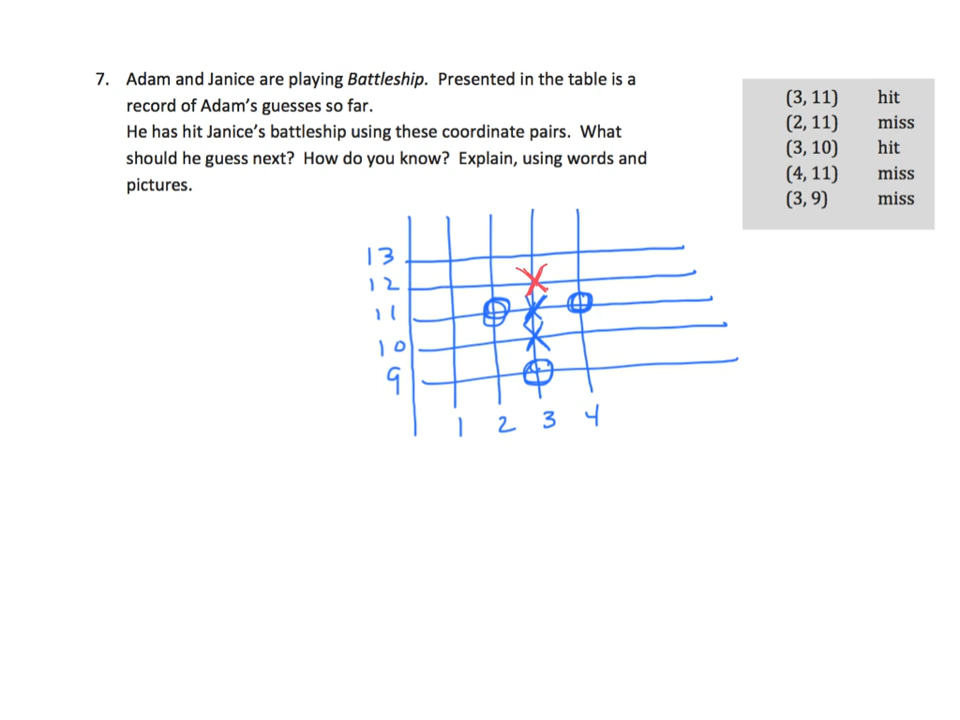 7. Adam and Janice are playing Battleship. Presented in the table is a
record of Adam's guesses so far.
He has hit Janice's battleship using these coordinate pairs. What
should he guess next? How do you know? Explain, using words and
pictures.
(3, 11) hit
(2, 11) miss
(3, 10) hit
(4, 11) miss
(3, 9) miss
13
12
11
10
9
1 2 3 4